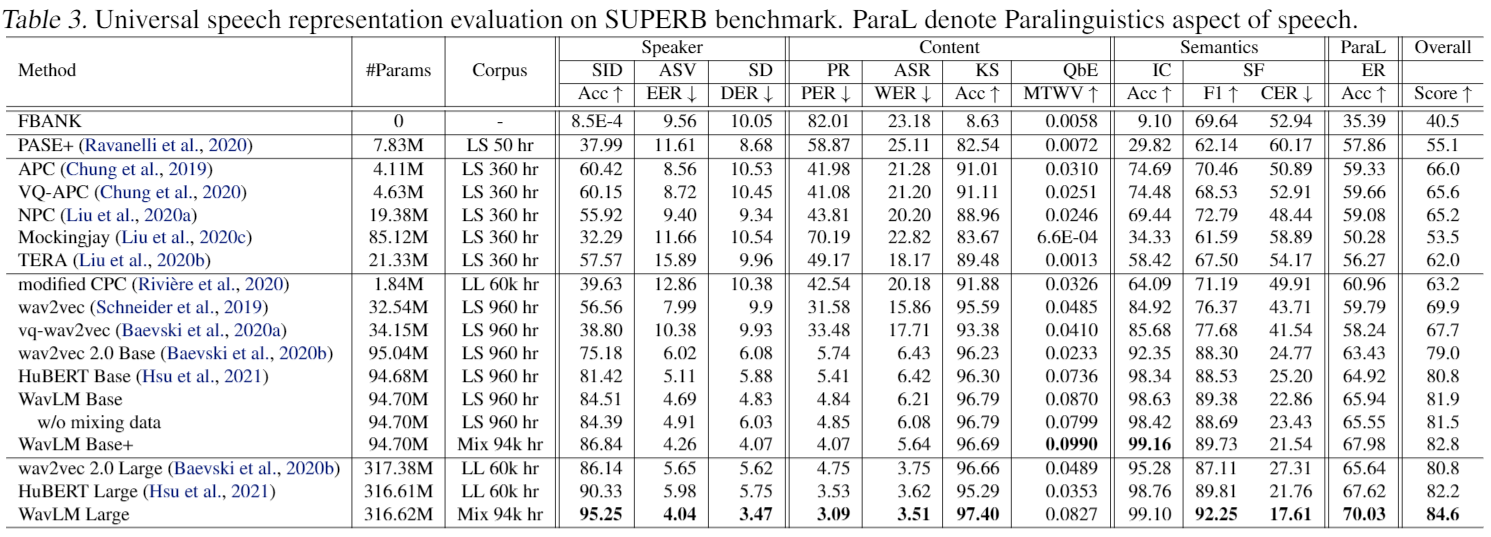 Table 3. Universal speech representation evaluation on SUPERB benchmark. ParaL denote Paralinguistics aspect of speech.
Speaker Content Semantics ParaL Overall
Method #Params Corpus SID ASV SD PR ASR KS QbE IC SF ER
Acc ↑ EER ↓ DER ↓ PER ↓ WER ↓ Acc ↑ MTWV ↑ Acc ↑ F1 ↑ CER ↓ Acc ↑ Score ↑
FBANK 0 - 8.5E-4 9.56 10.05 82.01 23.18 8.63 0.0058 9.10 69.64 52.94 35.39 40.5
PASE+ (Ravanelli et al., 2020) 7.83M LS 50 hr 37.99 11.61 8.68 58.87 25.11 82.54 0.0072 29.82 62.14 60.17 57.86 55.1
APC (Chung et al., 2019) 4.11M LS 360 hr 60.42 8.56 10.53 41.98 21.28 91.01 0.0310 74.69 70.46 50.89 59.33 66.0
VQ-APC (Chung et al., 2020) 4.63M LS 360 hr 60.15 8.72 10.45 41.08 21.20 91.11 0.0251 74.48 68.53 52.91 59.66 65.6
NPC (Liu et al., 2020a) 19.38M LS 360 hr 55.92 9.40 9.34 43.81 20.20 88.96 0.0246 69.44 72.79 48.44 59.08 65.2
Mockingjay (Liu et al., 2020c) 85.12M LS 360 hr 32.29 11.66 10.54 70.19 22.82 83.67 6.6E-04 34.33 61.59 58.89 50.28 53.5
TERA (Liu et al., 2020b) 21.33M LS 360 hr 57.57 15.89 9.96 49.17 18.17 89.48 0.0013 58.42 67.50 54.17 56.27 62.0
modified CPC (Rivière et al., 2020) 1.84M LL 60k hr 39.63 12.86 10.38 42.54 20.18 91.88 0.0326 64.09 71.19 49.91 60.96 63.2
wav2vec (Schneider et al., 2019) 32.54M LS 960 hr 56.56 7.99 9.9 31.58 15.86 95.59 0.0485 84.92 76.37 43.71 59.79 69.9
vq-wav2vec (Baevski et al., 2020a) 34.15M LS 960 hr 38.80 10.38 9.93 33.48 17.71 93.38 0.0410 85.68 77.68 41.54 58.24 67.7
wav2vec 2.0 Base (Baevski et al., 2020b) 95.04M LS 960 hr 75.18 6.02 6.08 5.74 6.43 96.23 0.0233 92.35 88.30 24.77 63.43 79.0
HuBERT Base (Hsu et al., 2021) 94.68M LS 960 hr 81.42 5.11 5.88 5.41 6.42 96.30 0.0736 98.34 88.53 25.20 64.92 80.8
WavLM Base 94.70M LS 960 hr 84.51 4.69 4.83 4.84 6.21 96.79 0.0870 98.63 89.38 22.86 65.94 81.9
w/o mixing data 94.70M LS 960 hr 84.39 4.91 6.03 4.85 6.08 96.79 0.0799 98.42 88.69 23.43 65.55 81.5
WavLM Base+ 94.70M Mix 94k hr 86.84 4.26 4.07 4.07 5.64 96.69 0.0990 99.16 89.73 21.54 67.98 82.8
wav2vec 2.0 Large (Baevski et al., 2020b) 317.38M LL 60k hr 86.14 5.65 5.62 4.75 3.75 96.66 0.0489 95.28 87.11 27.31 65.64 80.8
HuBERT Large (Hsu et al., 2021) 316.61M LL 60k hr 90.33 5.98 5.75 3.53 3.62 95.29 0.0353 98.76 89.81 21.76 67.62 82.2
WavLM Large 316.62M Mix 94k hr 95.25 4.04 3.47 3.09 3.51 97.40 0.0827 99.10 92.25 17.61 70.03 84.6